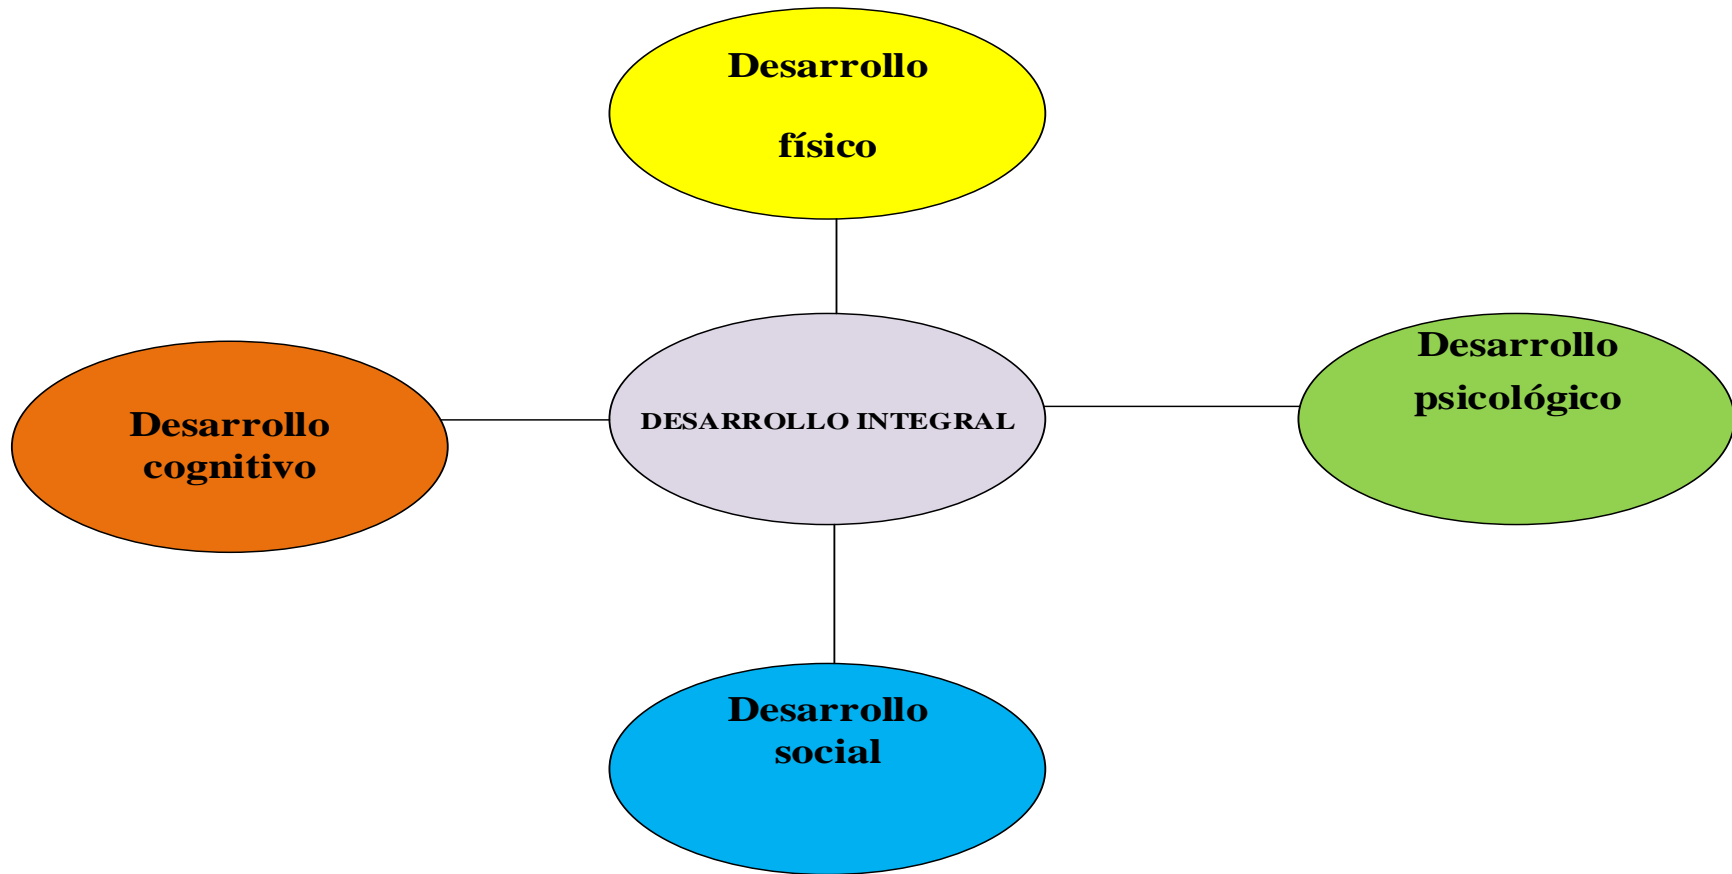 Desarrollo
físico
Desarrollo
cognitivo
DESARROLLO INTEGRAL
Desarrollo
psicológico
Desarrollo
social